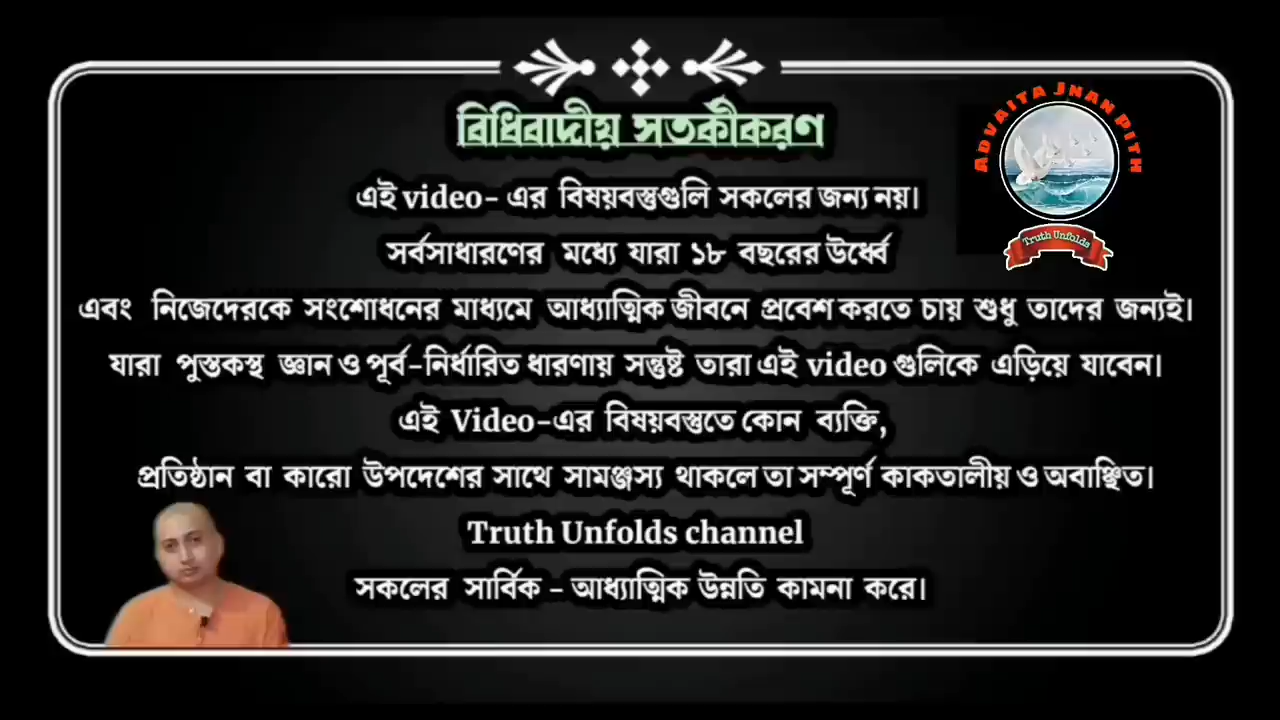 বিধিবাদীয় সতর্কীকরণ
ADVAITA JNAN PITH
Truth Unfolds
এই video- এর বিষয়বস্তুগুলি সকলের জন্য নয়।
সর্বসাধারণের মধ্যে যারা ১৮ বছরের উর্ধ্বে
এবং নিজেদেরকে সংশোধনের মাধ্যমে আধ্যাত্মিক জীবনে প্রবেশ করতে চায় শুধু তাদের জন্যই।
যারা পুস্তকস্থ জ্ঞান ও পূর্ব-নির্ধারিত ধারণায় সন্তুষ্ট তারা এই video গুলিকে এড়িয়ে যাবেন।
এই Video-এর বিষয়বস্তুতে কোন ব্যক্তি,
প্রতিষ্ঠান বা কারো উপদেশের সাথে সামঞ্জস্য থাকলে তা সম্পূর্ণ কাকতালীয় ও অবাঞ্ছিত।
Truth Unfolds channel
সকলের সার্বিক - আধ্যাত্মিক উন্নতি কামনা করে।